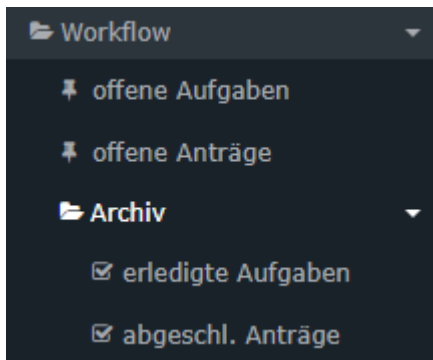 Workflow
offene Aufgaben
offene Anträge
Archiv
erledigte Aufgaben
abgeschl. Anträge